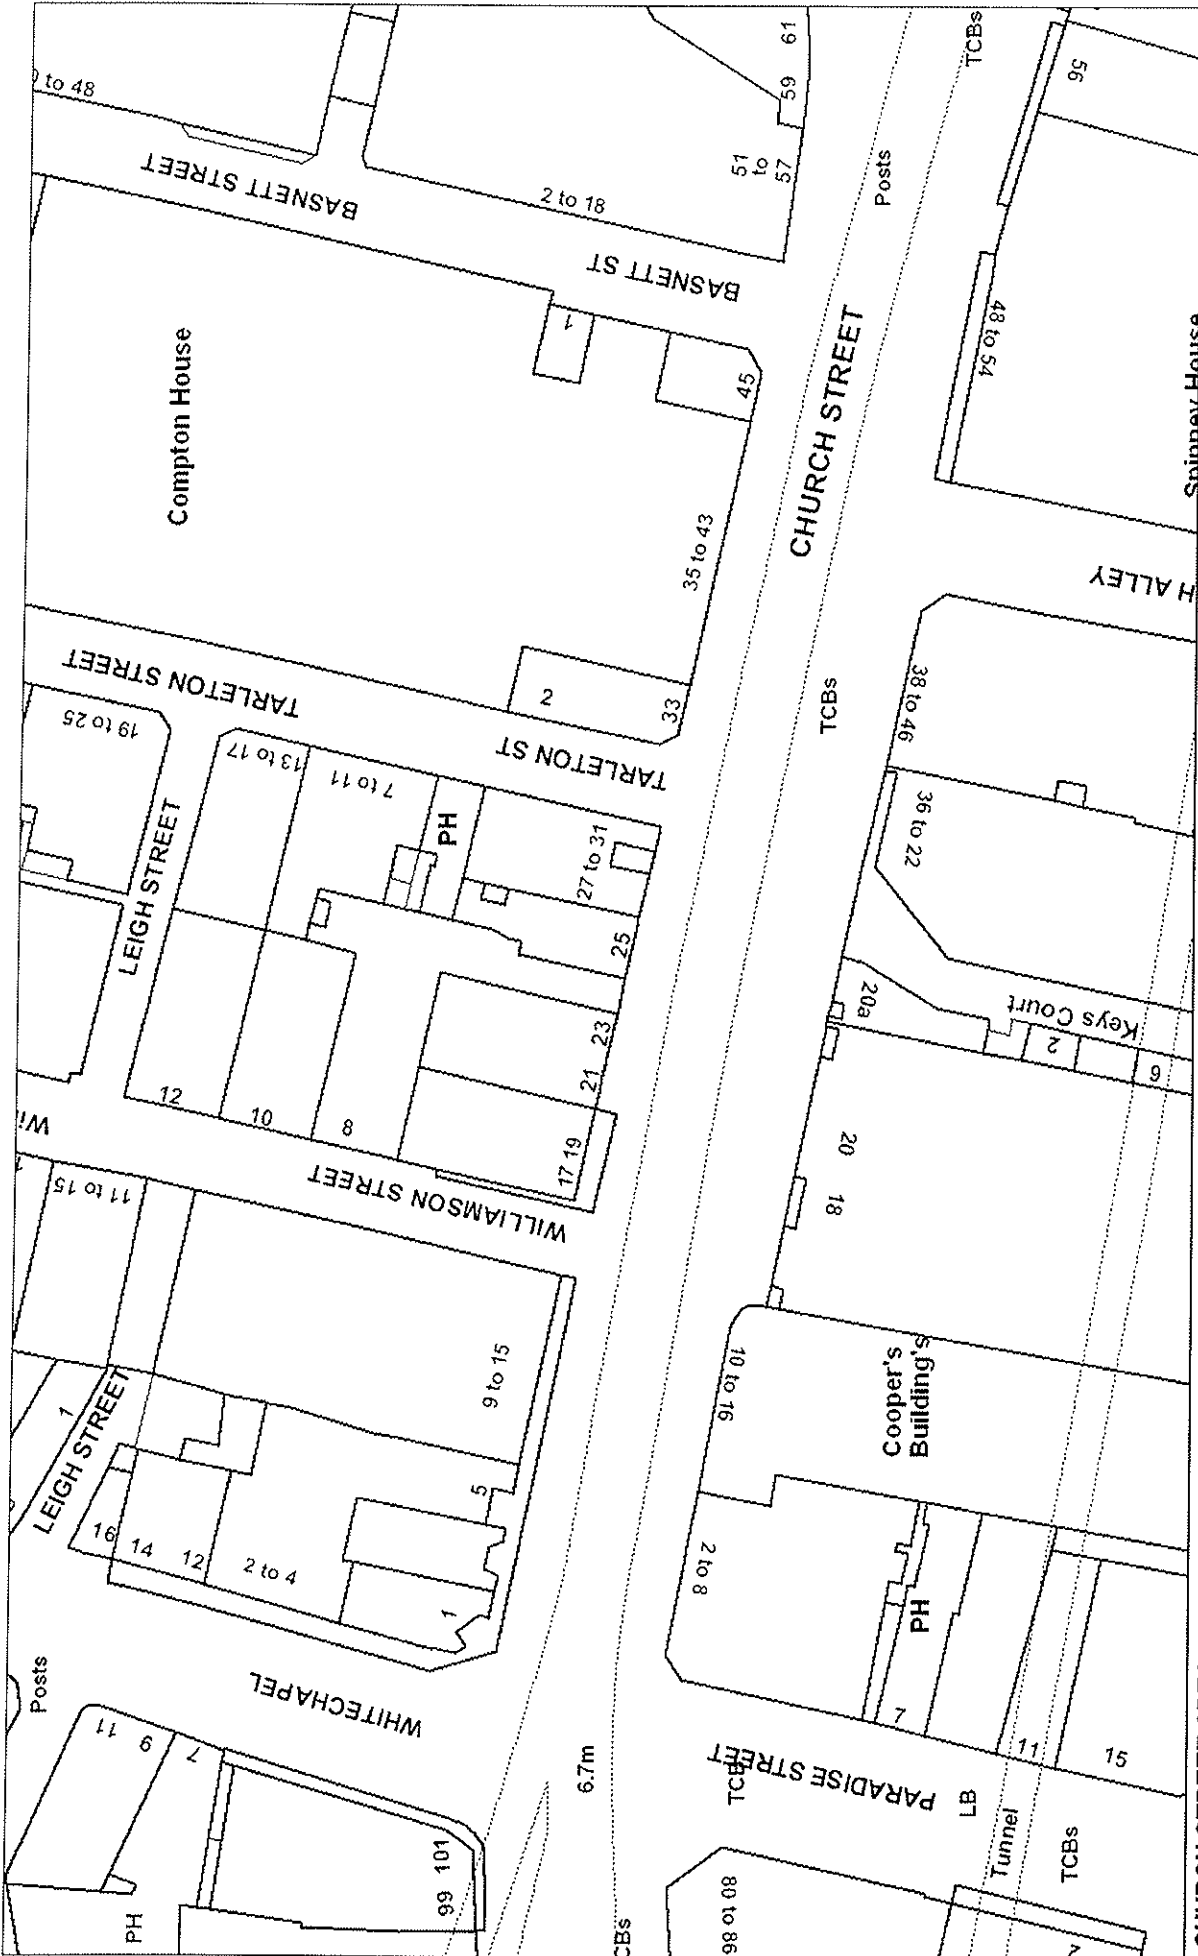 to 48
BASNETT STREET
2 to 18
51
to
57
59
61
TCBs
56
Posts
BASNETT ST
Compton House
1
45
CHURCH STREET
48 to 54
35 to 43
ALLEY
TARLETON STREET
2
33
TARLETON ST
TCBs
38 to 46
19 to 25
13 to 17
7 to 11
PH
27 to 31
36 to 22
LEIGH STREET
25
23
21
20a
Keys Court
2
6
12
10
8
17 19
20
18
WILLIAMSON STREET
11 to 15
9 to 15
10 to 16
Cooper's
Building's
1
LEIGH STREET
16
14
12
2 to 4
5
1
2 to 8
PH
7
11
15
Posts
WHITECHAPEL
11
9
7
6.7m
PARADISE STREET
TCB
LB
Tunnel
TCBs
99 101
PH
CBs
80 to 98
7